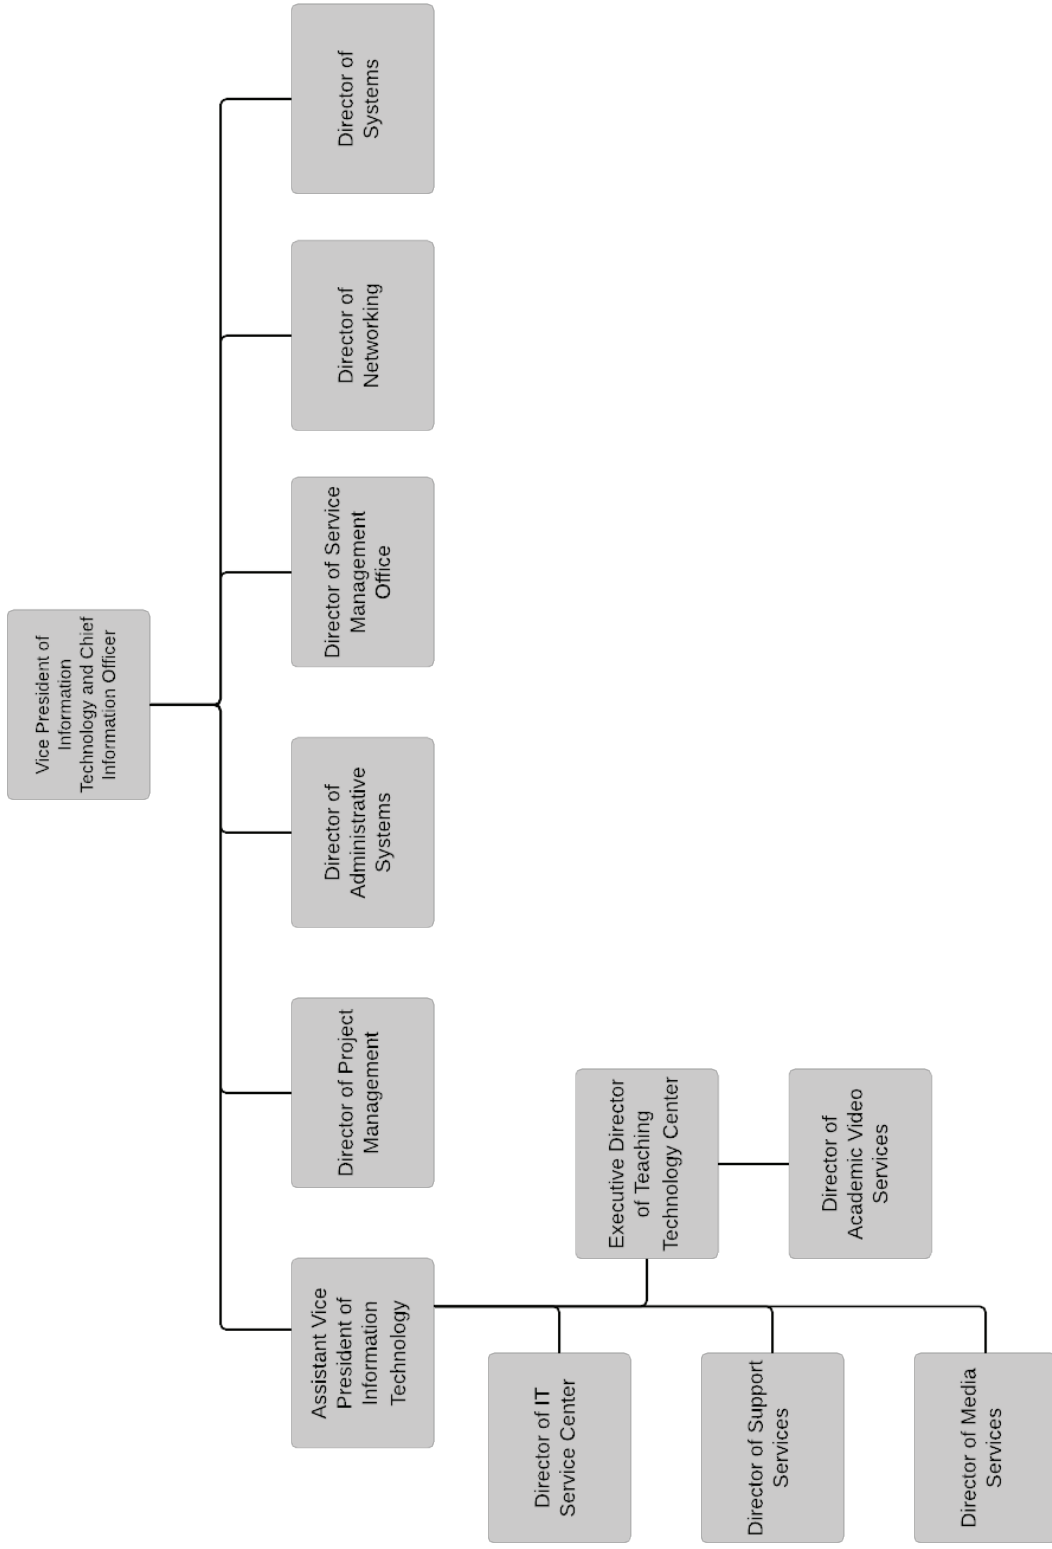 Vice President of
Information
Technology and Chief
Information Officer
Assistant Vice
President of
Information
Technology
Director of Project
Management
Director of
Administrative
Systems
Director of Service
Management
Office
Director of
Networking
Director of
Systems
Director of IT
Service Center
Executive Director
of Teaching
Technology Center
Director of Support
Services
Director of
Academic Video
Services
Director of Media
Services